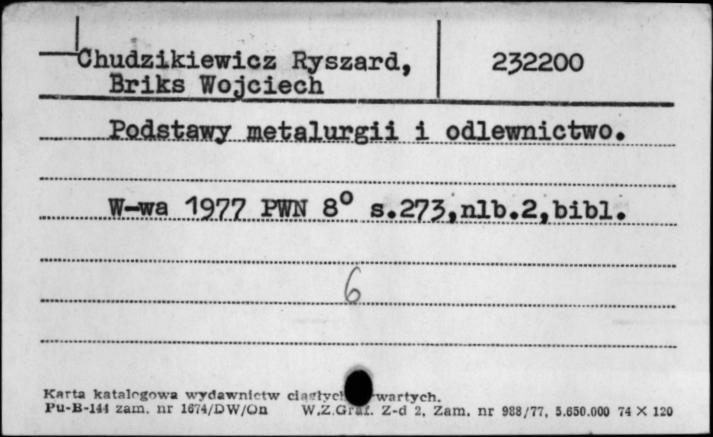 Chudzikiewicz Ryszard, 232200
Briks Wojciech
Podstawy metalurgii i odlewnictwo.
W-wa 1977 PWN 8° s.273,nlb.2,bibl.
6
Karta katalogowa wydawnictw ciągłych wartych.
Pu-B-144 zam. nr 1674/DW/On W.Z.Graf. Z-d 2, Zam. nr 988/77, 5.650.000 74 X 120